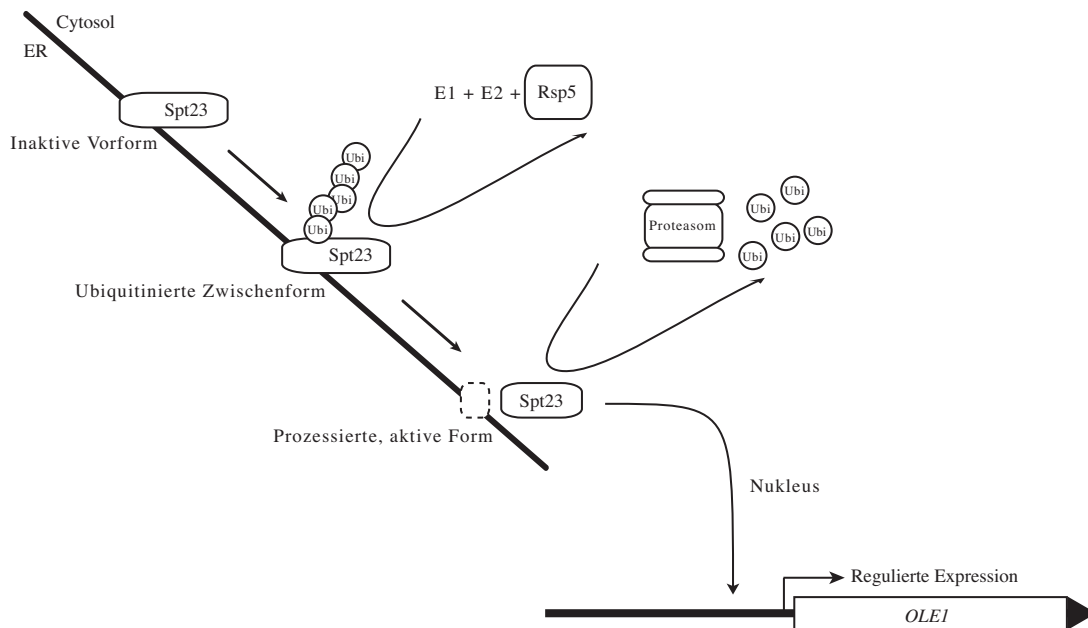 Cytosol
ER
E1 + E2 + Rsp5
Spt23
Inaktive Vorform
Ubi
Ubi
Ubi
Ubi
Ubi
Spt23
Ubiquitinierte Zwischenform
Proteasom
Ubi
Ubi
Ubi
Ubi
Ubi
Spt23
Prozessierte, aktive Form
Nukleus
Regulierte Expression
OLE1